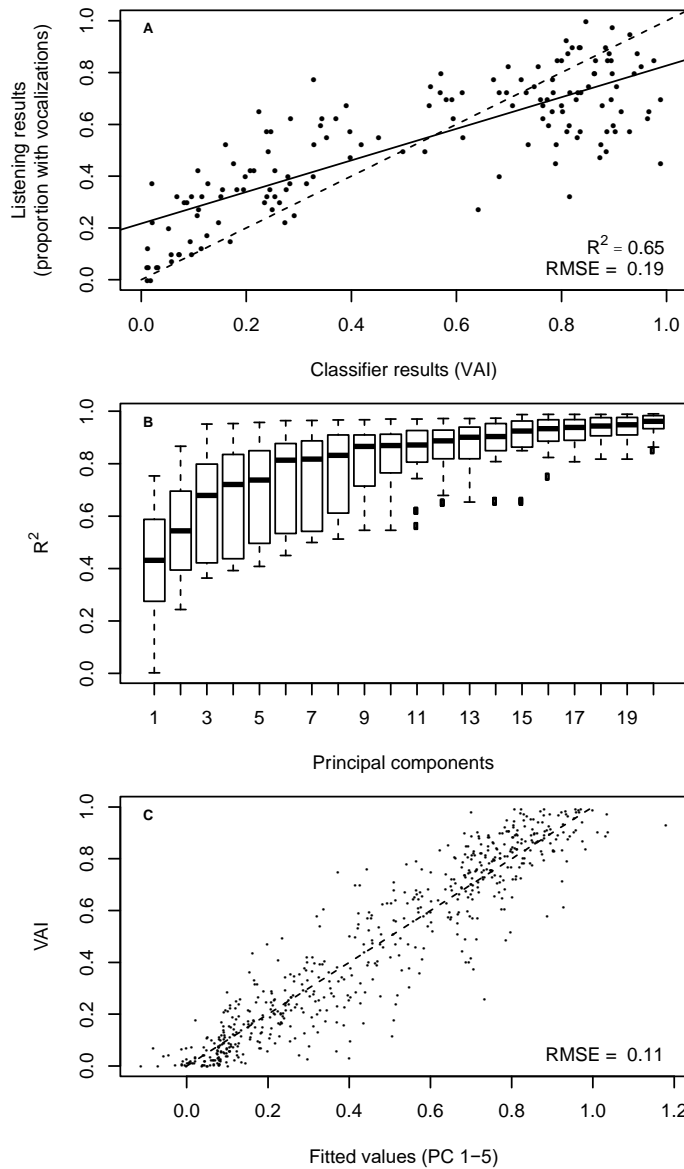 A
Listening results
(proportion with vocalizations)
1.0
0.8
0.6
0.4
0.2
0.0
R² = 0.65
RMSE = 0.19
0.0 0.2 0.4 0.6 0.8 1.0
Classifier results (VAI)
B
R²
1.0
0.8
0.6
0.4
0.2
0.0
1 3 5 7 9 11 13 15 17 19
Principal components
C
VAI
1.0
0.8
0.6
0.4
0.2
0.0
RMSE = 0.11
0.0 0.2 0.4 0.6 0.8 1.0 1.2
Fitted values (PC 1−5)